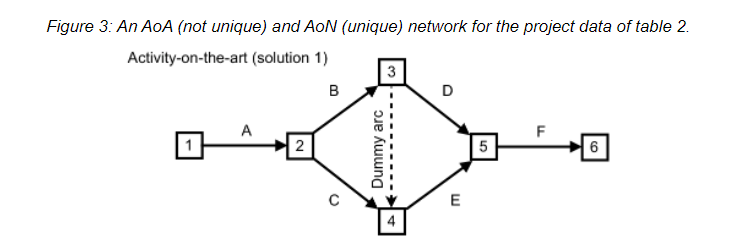 Figure 3: An AoA (not unique) and AoN (unique) network for the project data of table 2.
Activity-on-the-art (solution 1)
3
B
D
Dummy arc
A
F
1
2
5
6
C
E
4